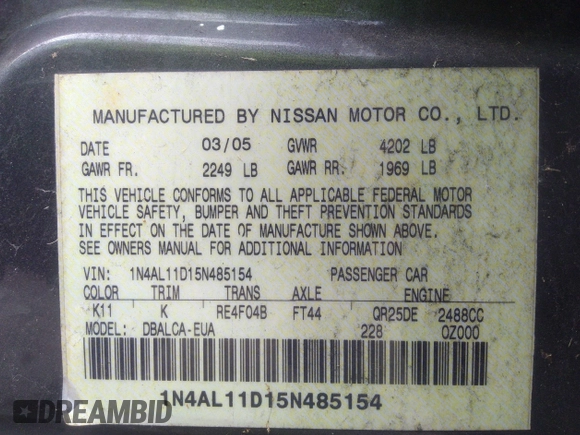 MANUFACTURED BY NISSAN MOTOR CO., LTD.
DATE 03/05 GVWR 4202 LB
GAWR FR. 2249 LB GAWR RR. 1969 LB
THIS VEHICLE CONFORMS TO ALL APPLICABLE FEDERAL MOTOR
VEHICLE SAFETY, BUMPER AND THEFT PREVENTION STANDARDS
IN EFFECT ON THE DATE OF MANUFACTURE SHOWN ABOVE.
SEE OWNERS MANUAL FOR ADDITIONAL INFORMATION
VIN: 1N4AL11D15N485154 PASSENGER CAR
COLOR TRIM TRANS AXLE ENGINE
K11 K RE4F04B FT44 QR25DE 2488CC
MODEL: DBALCA-EUA 228 0Z000
1N4AL11D15N485154
DREAMBID